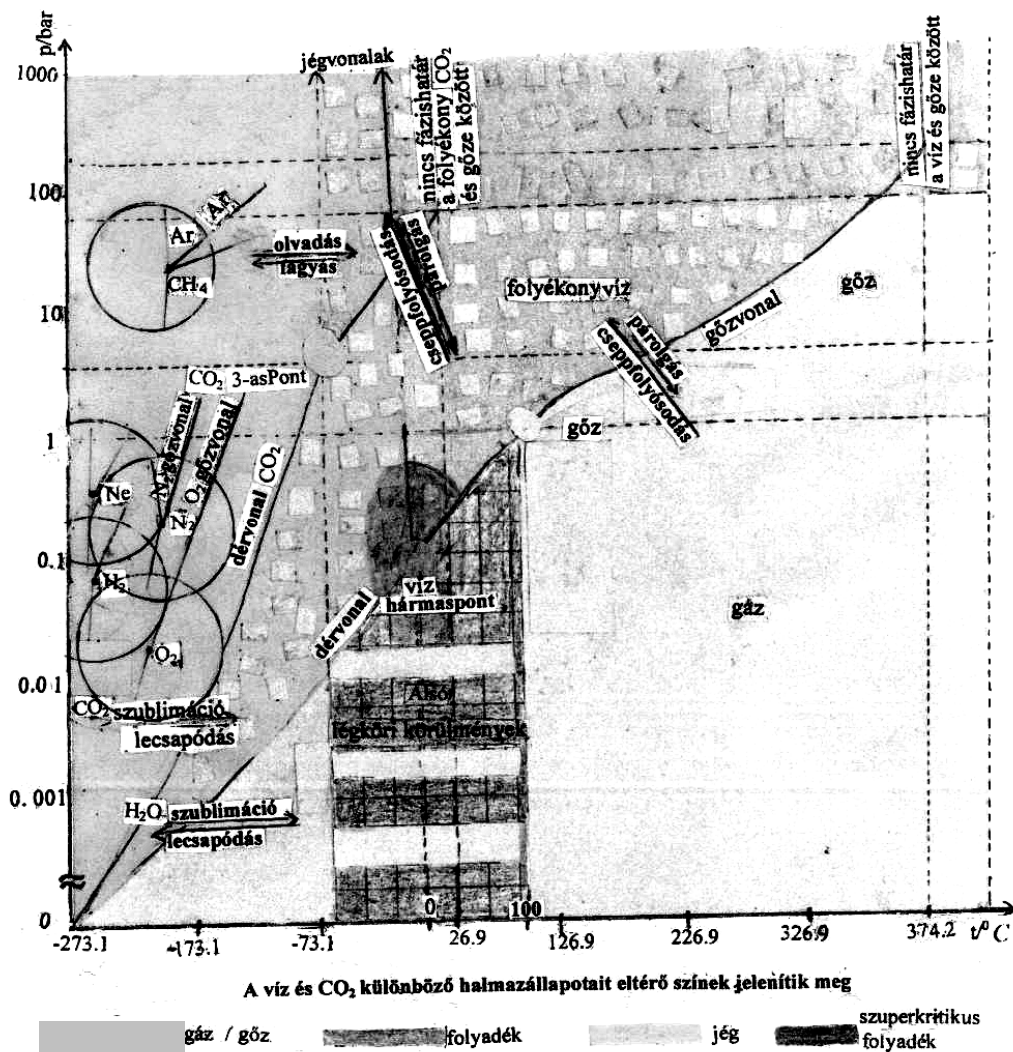 p/bar
1000
100
10
1
0.1
0.01
0.001
0
jégvonalak
nincs fázishatár
a folyékony CO₂
és gőze között
nincs fázishatár
a víz és gőze között
Ar
Ar
CH₄
olvadás
fagyás
cseppfolyósodás
párolgás
folyékony víz
gőzvonal
gőz
párolgás
cseppfolyósodás
gőz
CO₂ 3-asPont
N₂ gőzvonal
O₂ gőzvonal
dérvonal CO₂
Ne
N₂
H₂
O₂
víz
hármaspont
dérvonal
gáz
Alsó
légköri körülmények
CO₂ szublimáció
lecsapódás
H₂O szublimáció
lecsapódás
0
100
-273.1
-173.1
-73.1
26.9
126.9
226.9
326.9
374.2
t/° C
A víz és CO₂ különböző halmazállapotait eltérő színek jelenítik meg
gáz / gőz
folyadék
jég
szuperkritikus
folyadék